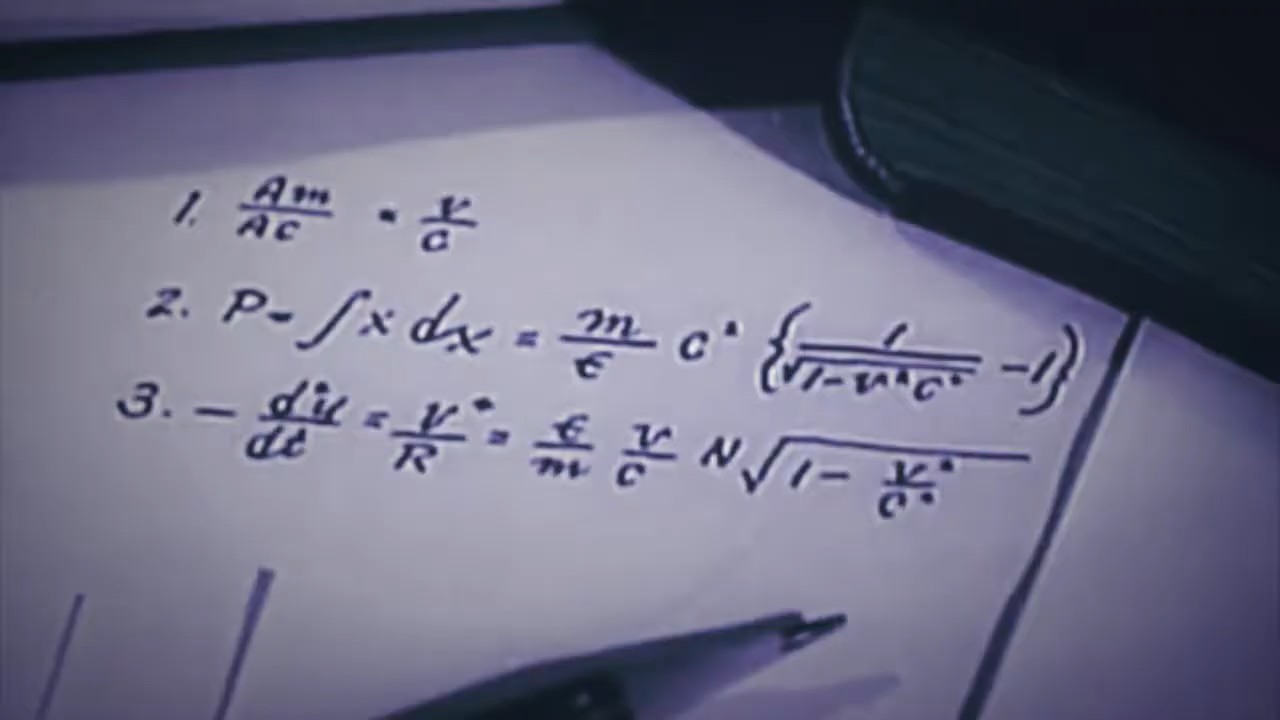 1. Am/Ac = v/c
2. P = ∫ x dx = m/ε c² { 1/√1-v²c² -1 }
3. - du/dt = v²/R = ε/m v/c N √1 - v²/c²